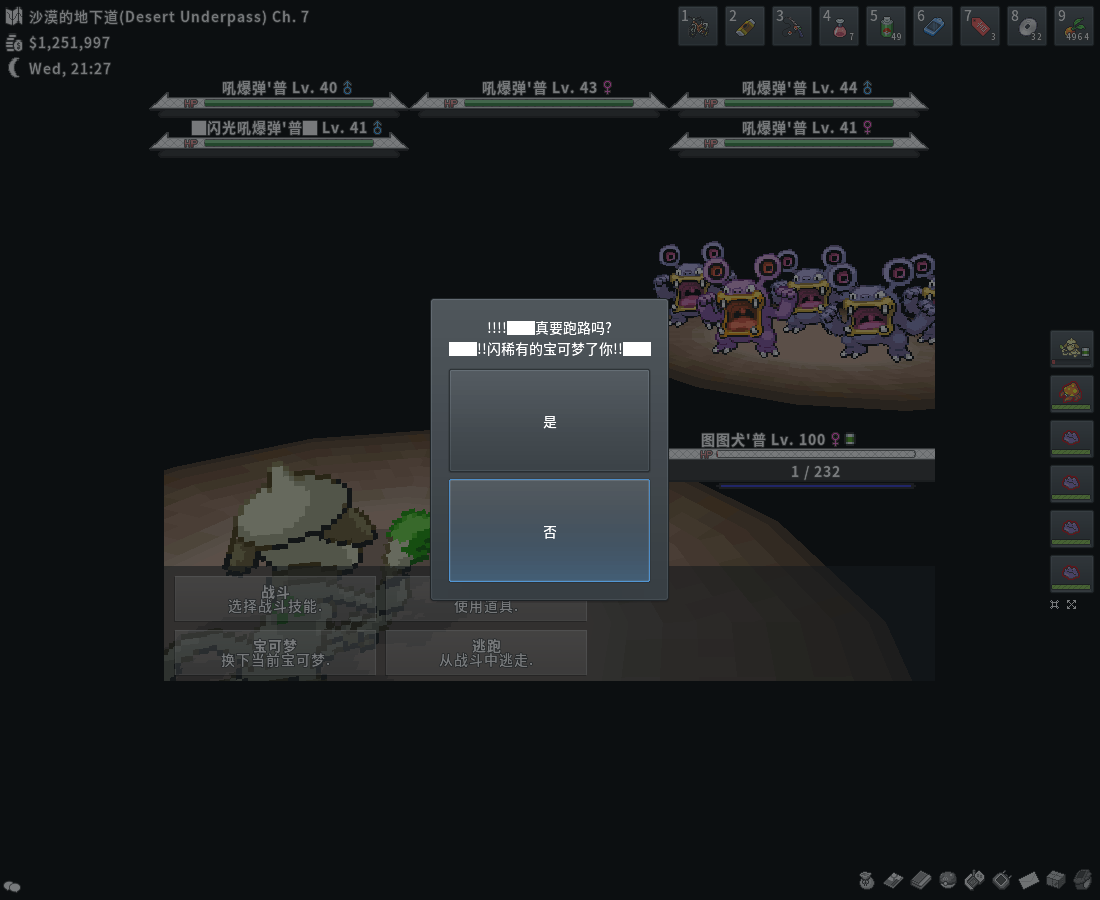 沙漠的地下道(Desert Underpass) Ch. 7
$1,251,997
Wed, 21:27
1 2 3 4 5 6 7 8 9
7 49 3 32 4964
吼爆弹'普 Lv. 40 ♂
吼爆弹'普 Lv. 43 ♀
吼爆弹'普 Lv. 44 ♂
HP HP HP
闪光吼爆弹'普 Lv. 41 ♂
吼爆弹'普 Lv. 41 ♀
HP HP
!!!!真要跑路吗?
!!闪稀有的宝可梦了你!!
是
否
图图犬'普 Lv. 100 ♀
HP
1 / 232
战斗
选择战斗技能.
使用道具.
宝可梦
换下当前宝可梦.
逃跑
从战斗中逃走.